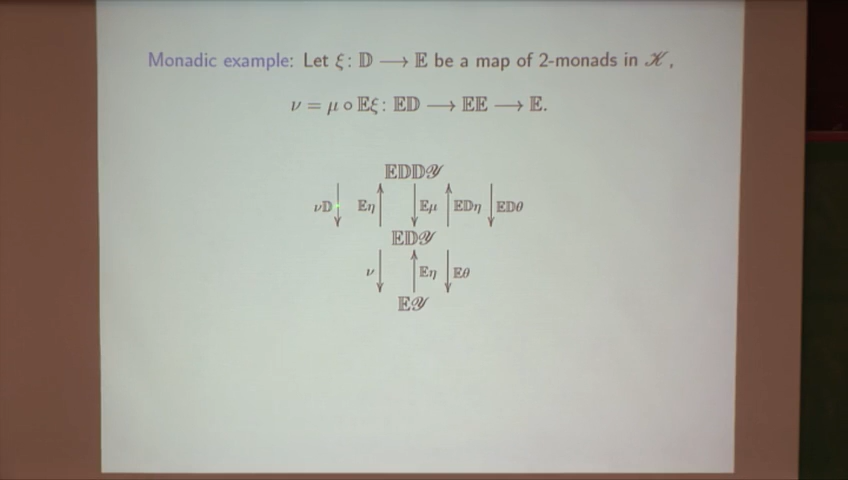 Monadic example: Let ξ: 𝔻 ⟶ 𝔼 be a map of 2-monads in 𝒦,
ν = μ ∘ 𝔼ξ: 𝔼𝔻 ⟶ 𝔼𝔼 ⟶ 𝔼.
𝔼𝔻𝔻𝒴
ν𝔻 𝔼η 𝔼μ 𝔼𝔻η 𝔼𝔻θ
𝔼𝔻𝒴
ν 𝔼η 𝔼θ
𝔼𝒴